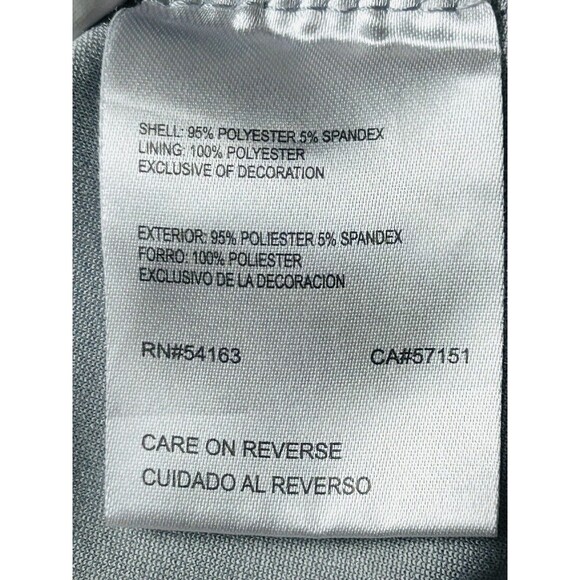 SHELL: 95% POLYESTER 5% SPANDEX
LINING: 100% POLYESTER
EXCLUSIVE OF DECORATION
EXTERIOR: 95% POLIESTER 5% SPANDEX
FORRO: 100% POLIESTER
EXCLUSIVO DE LA DECORACION
RN#54163 CA#57151
CARE ON REVERSE
CUIDADO AL REVERSO